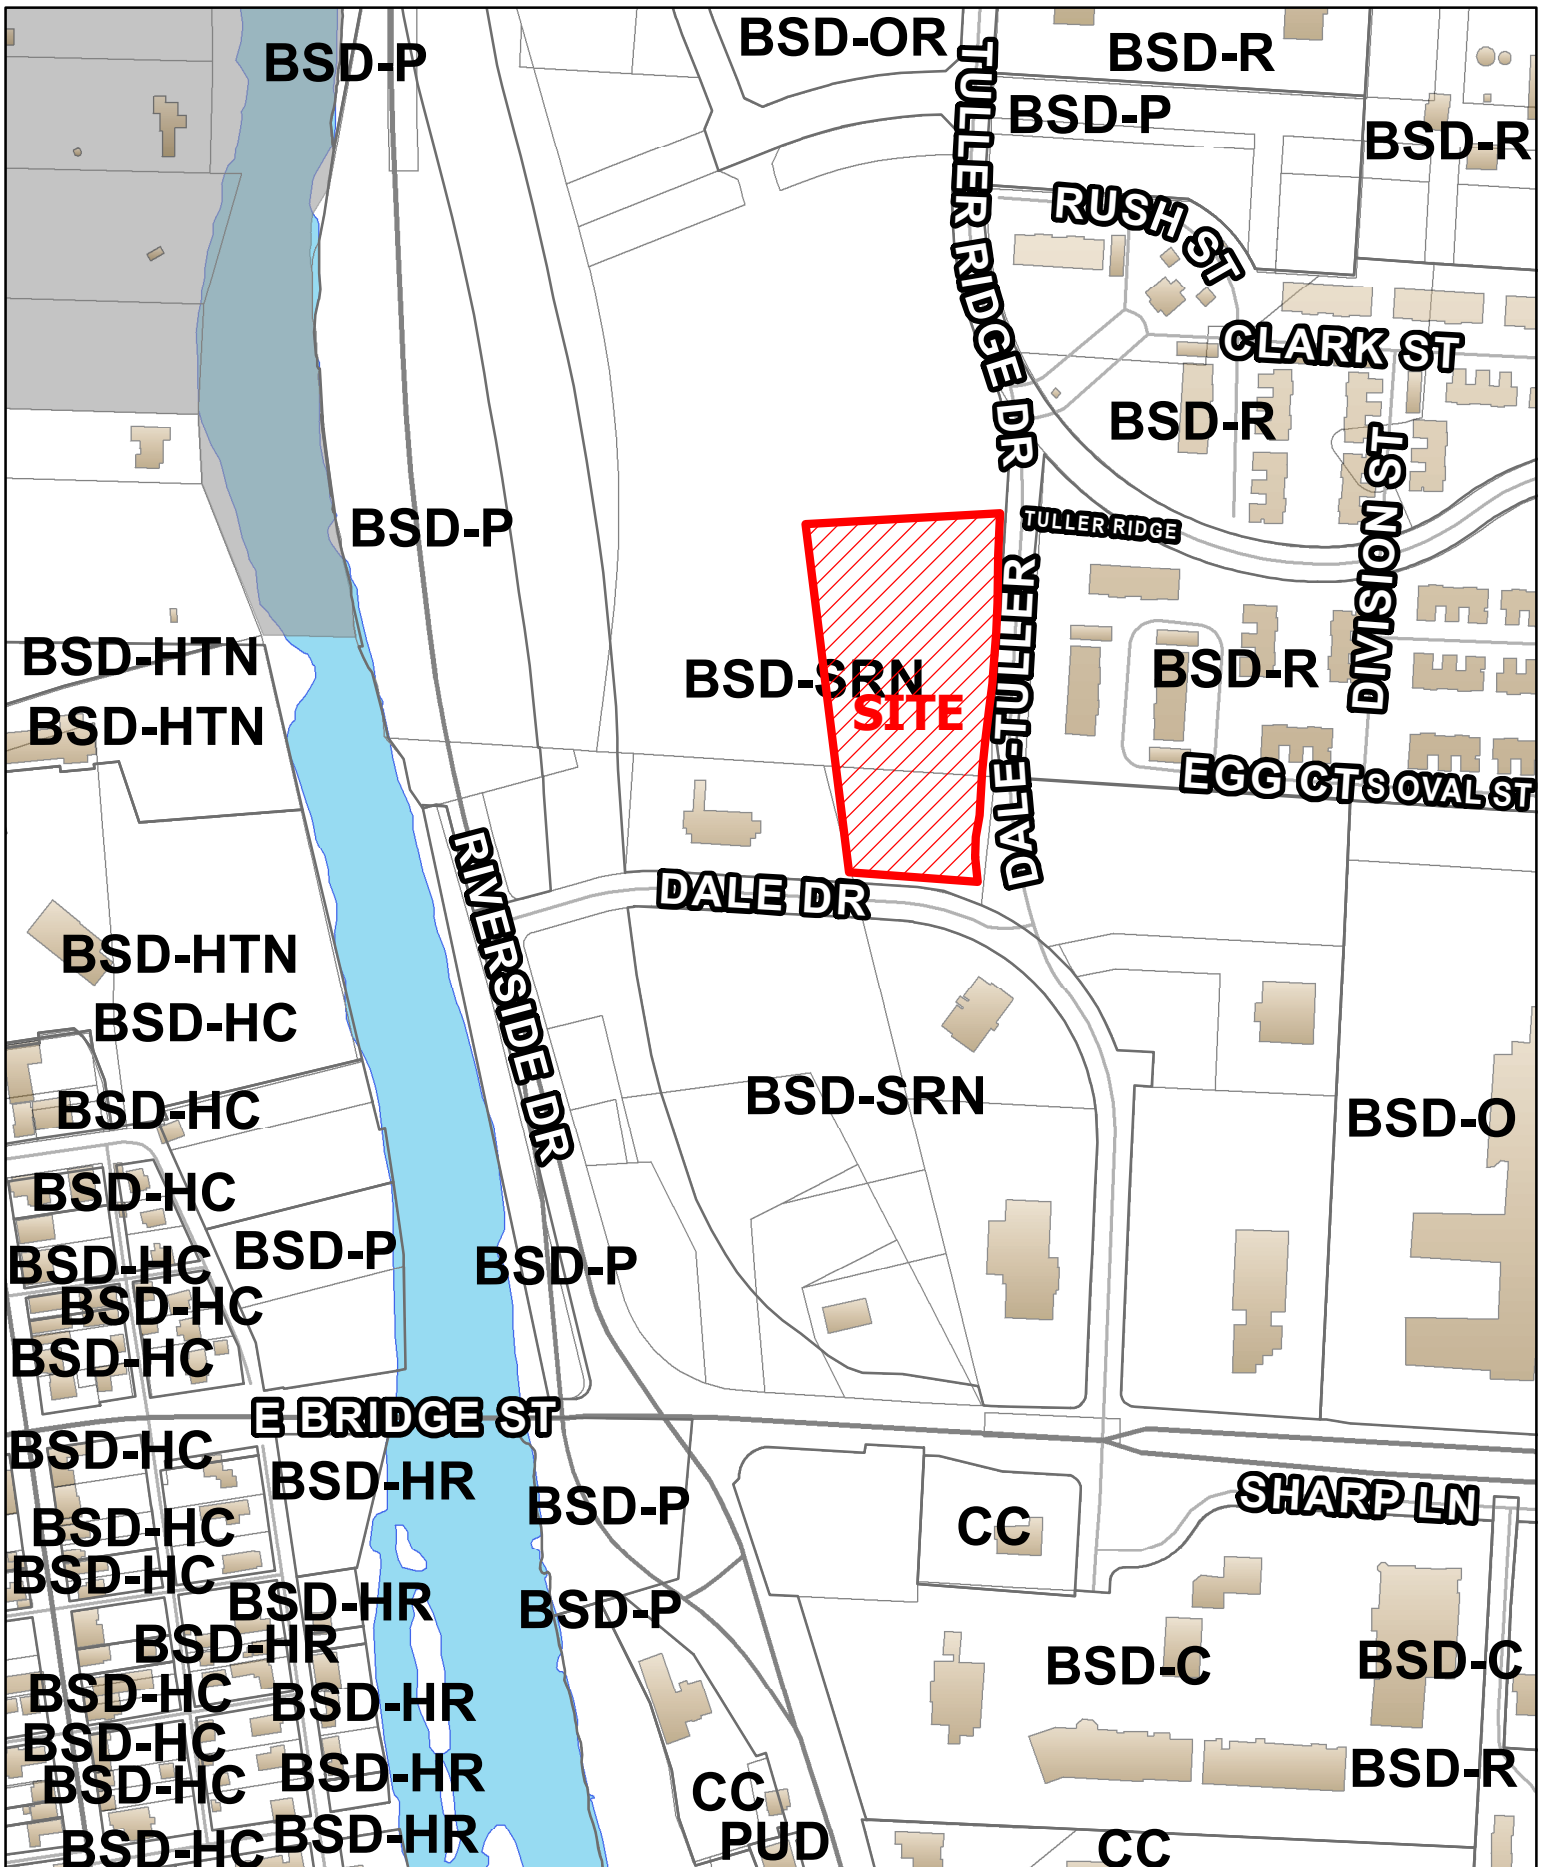 BSD-P
BSD-OR
BSD-R
BSD-P
BSD-R
TULLER RIDGE DR
RUSH ST
CLARK ST
BSD-R
DIVISION ST
BSD-P
TULLER RIDGE
BSD-HTN
BSD-SRN
SITE
DALE-TULLER
BSD-R
BSD-HTN
EGG CT
S OVAL ST
RIVERSIDE DR
DALE DR
BSD-HTN
BSD-HC
BSD-HC
BSD-SRN
BSD-O
BSD-HC
BSD-P
BSD-P
BSD-HC
BSD-HC
BSD-HC
E BRIDGE ST
BSD-HC
BSD-HR
BSD-P
SHARP LN
BSD-HC
CC
BSD-HC
BSD-HR
BSD-P
BSD-HR
BSD-C
BSD-C
BSD-HC
BSD-HR
BSD-HC
BSD-HC
BSD-HR
CC
BSD-R
BSD-HC
BSD-HR
PUD
CC